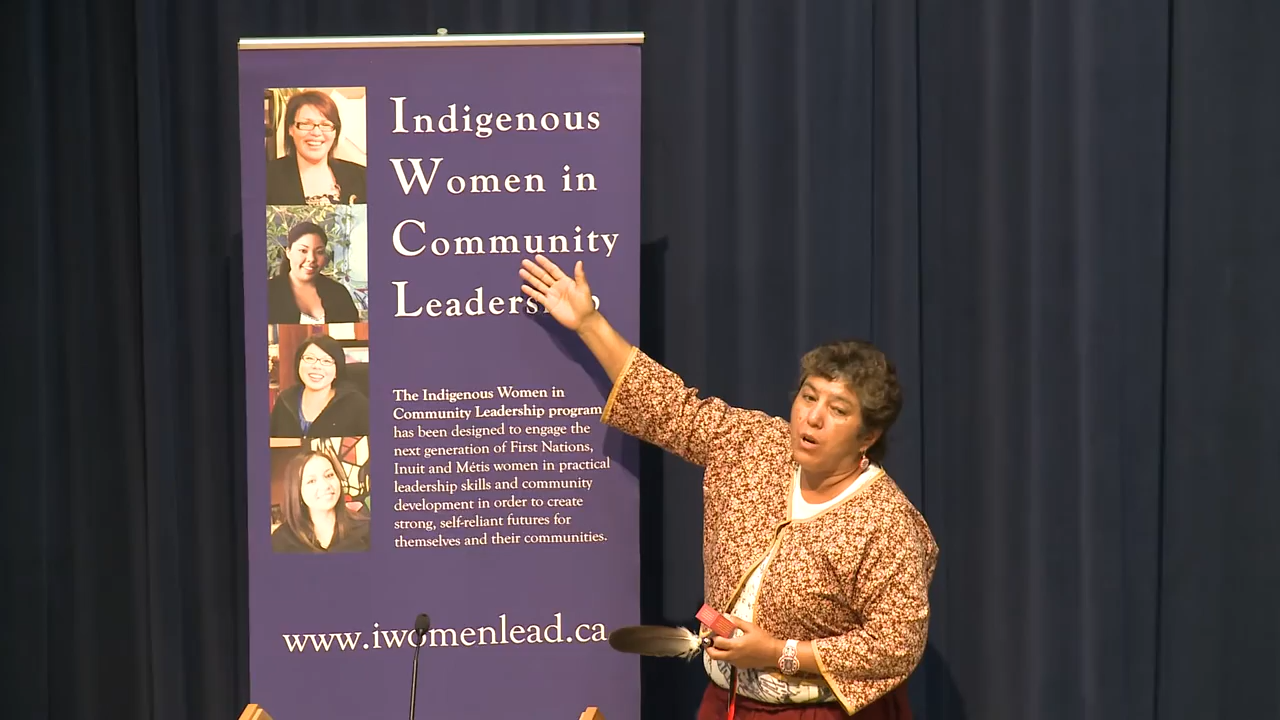 Indigenous
Women in
Community
Leadership
The Indigenous Women in
Community Leadership program
has been designed to engage the
next generation of First Nations,
Inuit and Métis women in practical
leadership skills and community
development in order to create
strong, self-reliant futures for
themselves and their communities.
www.iwomenlead.ca